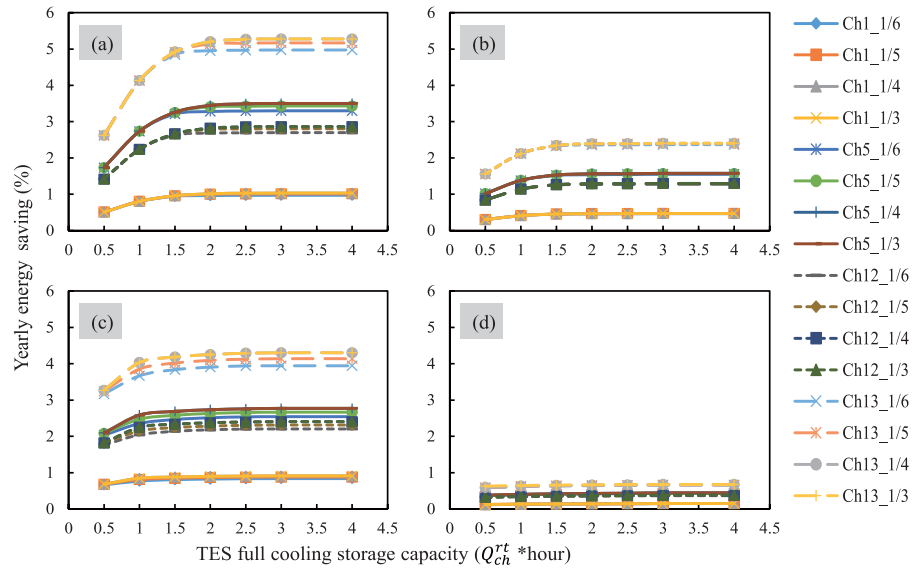 Yearly energy saving (%)
(a)
6
5
4
3
2
1
0
0 0.5 1 1.5 2 2.5 3 3.5 4 4.5
(b)
6
5
4
3
2
1
0
0 0.5 1 1.5 2 2.5 3 3.5 4 4.5
(c)
6
5
4
3
2
1
0
0 0.5 1 1.5 2 2.5 3 3.5 4 4.5
(d)
6
5
4
3
2
1
0
0 0.5 1 1.5 2 2.5 3 3.5 4 4.5
TES full cooling storage capacity (Q_{ch}^{rt} *hour)
Ch1_1/6
Ch1_1/5
Ch1_1/4
Ch1_1/3
Ch5_1/6
Ch5_1/5
Ch5_1/4
Ch5_1/3
Ch12_1/6
Ch12_1/5
Ch12_1/4
Ch12_1/3
Ch13_1/6
Ch13_1/5
Ch13_1/4
Ch13_1/3